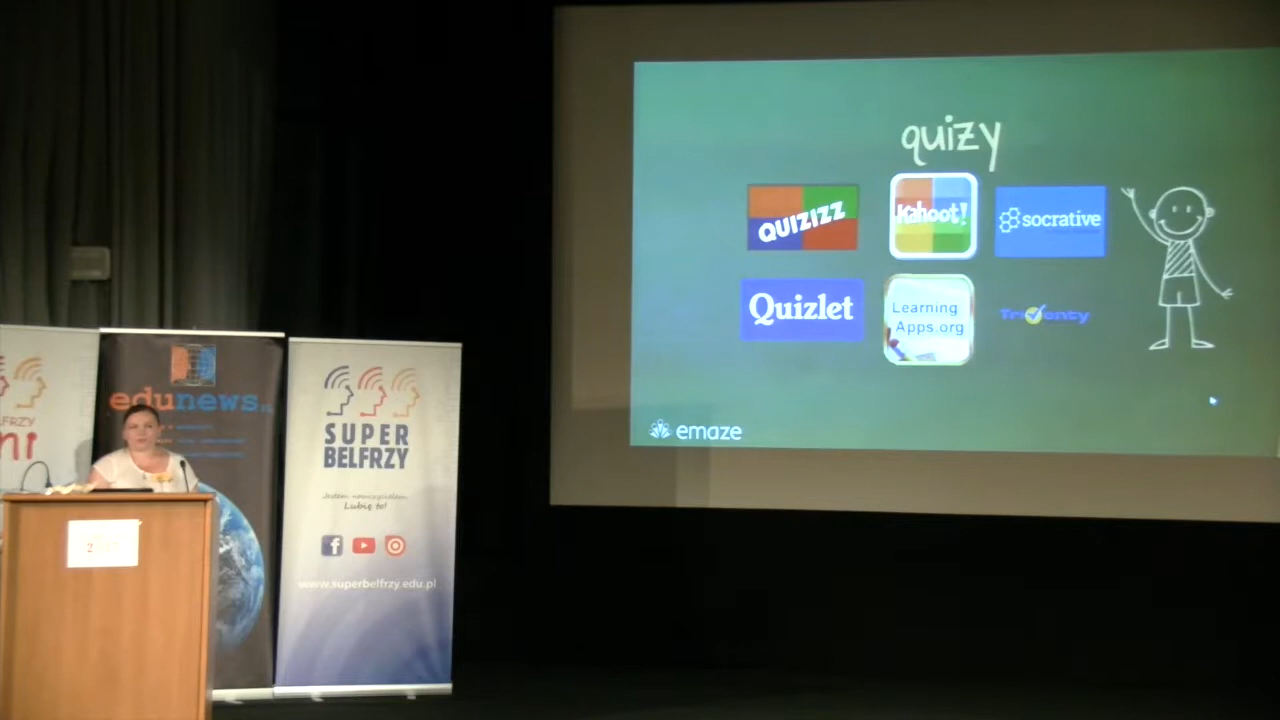 quizy
QUIZIZZ
Kahoot!
socrative
Quizlet
Learning
Apps.org
Triventy
emaze
edunews
SUPER
BELFRZY
Jestem nauczycielem
Lubię to!
www.superbelfrzy.edu.pl